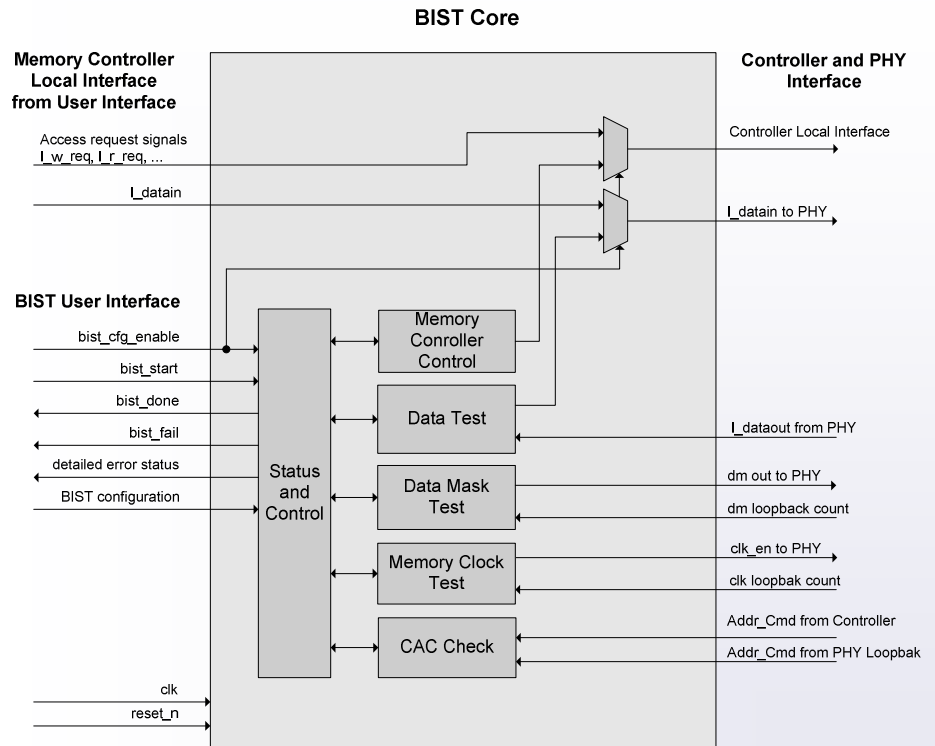 BIST Core
Memory Controller
Local Interface
from User Interface
Controller and PHY
Interface
Access request signals
l_w_req, l_r_req, ...
l_datain
Controller Local Interface
l_datain to PHY
BIST User Interface
bist_cfg_enable
bist_start
bist_done
bist_fail
detailed error status
BIST configuration
Status
and
Control
Memory
Conroller
Control
Data Test
l_dataout from PHY
Data Mask
Test
dm out to PHY
dm loopback count
Memory Clock
Test
clk_en to PHY
clk loopbak count
CAC Check
Addr_Cmd from Controller
Addr_Cmd from PHY Loopbak
clk
reset_n